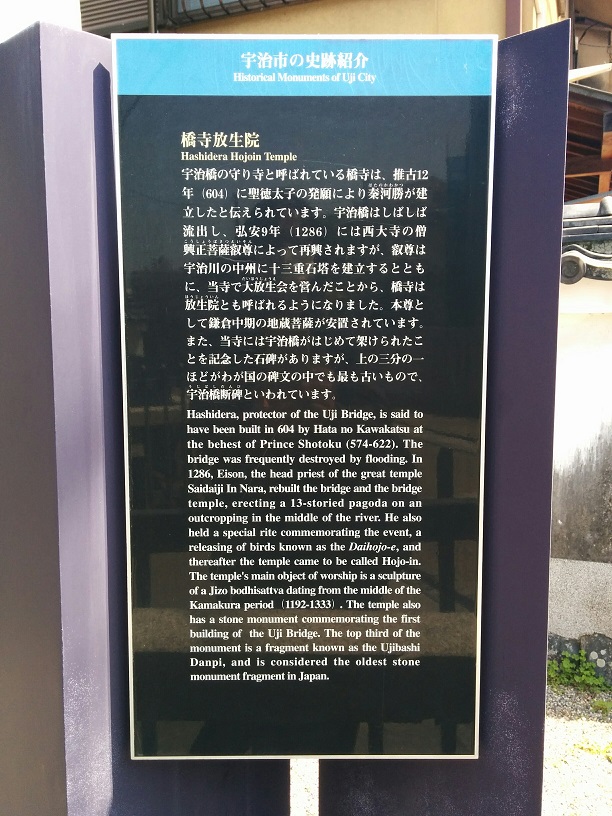 宇治市の史跡紹介
Historical Monuments of Uji City
橋寺放生院
Hashidera Hojoin Temple
宇治橋の守り寺と呼ばれている橋寺は、推古12
年（604）に聖徳太子の発願により秦河勝が建
立したと伝えられています。宇治橋はしばしば
流出し、弘安9年（1286）には西大寺の僧
興正菩薩叡尊によって再興されますが、叡尊は
宇治川の中州に十三重石塔を建立するととも
に、当寺で大放生会を営んだことから、橋寺は
放生院とも呼ばれるようになりました。本尊と
して鎌倉中期の地蔵菩薩が安置されています。
また、当寺には宇治橋がはじめて架けられたこ
とを記念した石碑がありますが、上の三分の一
ほどがわが国の碑文の中でも最も古いもので、
宇治橋断碑といわれています。
Hashidera, protector of the Uji Bridge, is said to
have been built in 604 by Hata no Kawakatsu at
the behest of Prince Shotoku (574-622). The
bridge was frequently destroyed by flooding. In
1286, Eison, the head priest of the great temple
Saidaiji In Nara, rebuilt the bridge and the bridge
temple, erecting a 13-storied pagoda on an
outcropping in the middle of the river. He also
held a special rite commemorating the event, a
releasing of birds known as the Daihojo-e, and
thereafter the temple came to be called Hojo-in.
The temple's main object of worship is a sculpture
of a Jizo bodhisattva dating from the middle of the
Kamakura period (1192-1333). The temple also
has a stone monument commemorating the first
building of the Uji Bridge. The top third of the
monument is a fragment known as the Ujibashi
Danpi, and is considered the oldest stone
monument fragment in Japan.